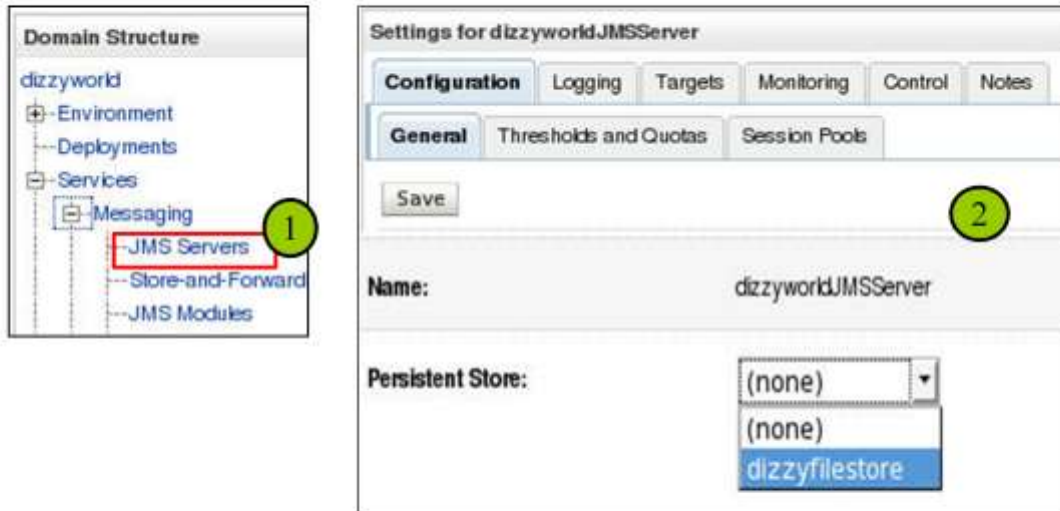 Domain Structure
dizzyworld
Environment
Deployments
Services
Messaging
JMS Servers
Store-and-Forward
JMS Modules
1
Settings for dizzyworldJMSServer
Configuration Logging Targets Monitoring Control Notes
General Thresholds and Quotas Session Pools
Save
2
Name: dizzyworldJMSServer
Persistent Store: (none)
(none)
dizzyfilestore